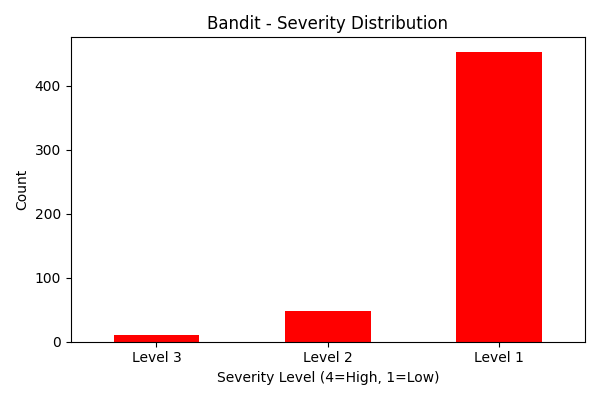 Bandit - Severity Distribution
Count
400
300
200
100
0
Level 3 Level 2 Level 1
Severity Level (4=High, 1=Low)